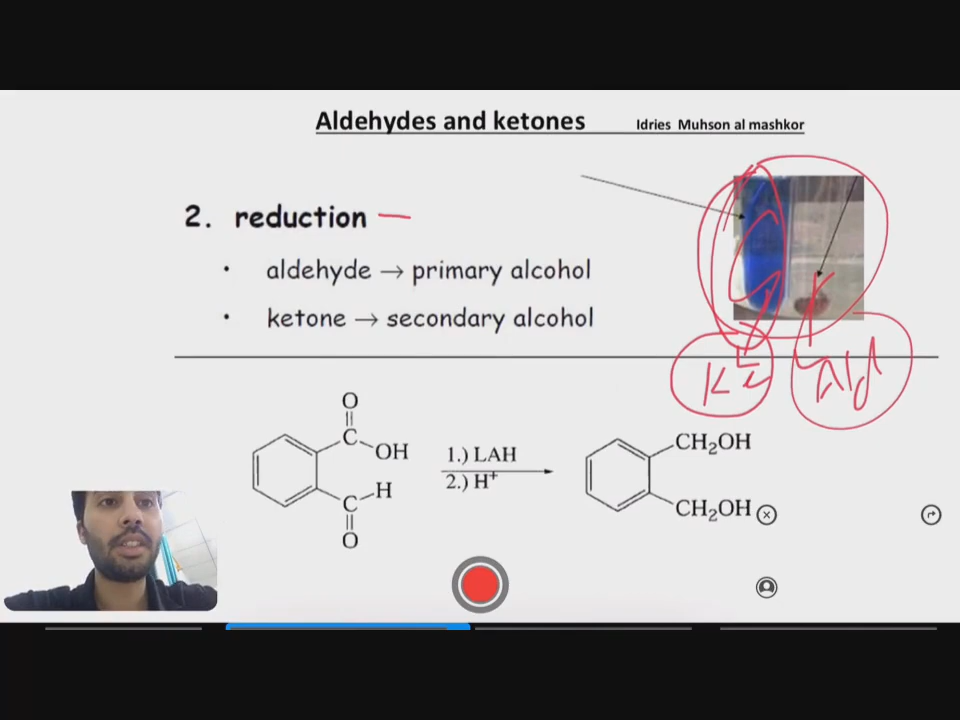 Aldehydes and ketones Idries Muhson al mashkor
2. reduction
· aldehyde → primary alcohol
· ketone → secondary alcohol
Ald
O
C
OH
H
C
O
1.) LAH
2.) H⁺
CH₂OH
CH₂OH